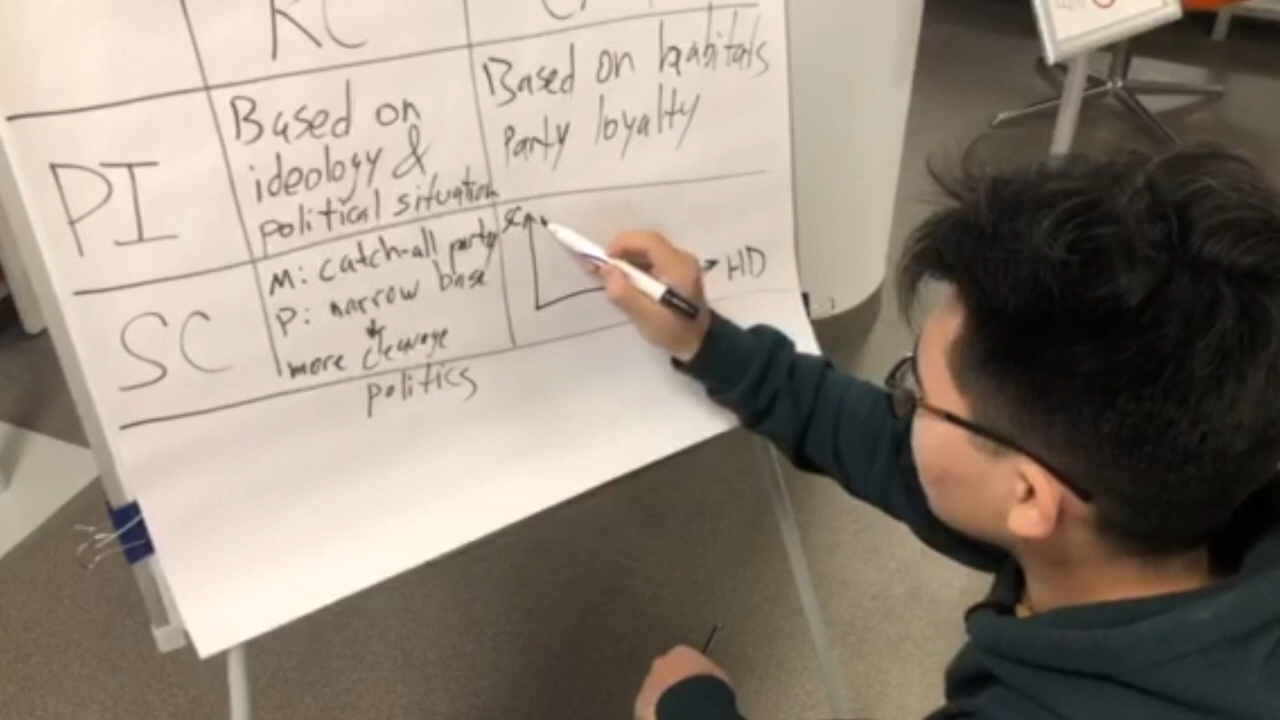 RC
Based on
ideology &
political situation
Based on habitats
Party loyalty
PI
M: catch-all party
P: narrow base
more cleavage
politics
SC
HD